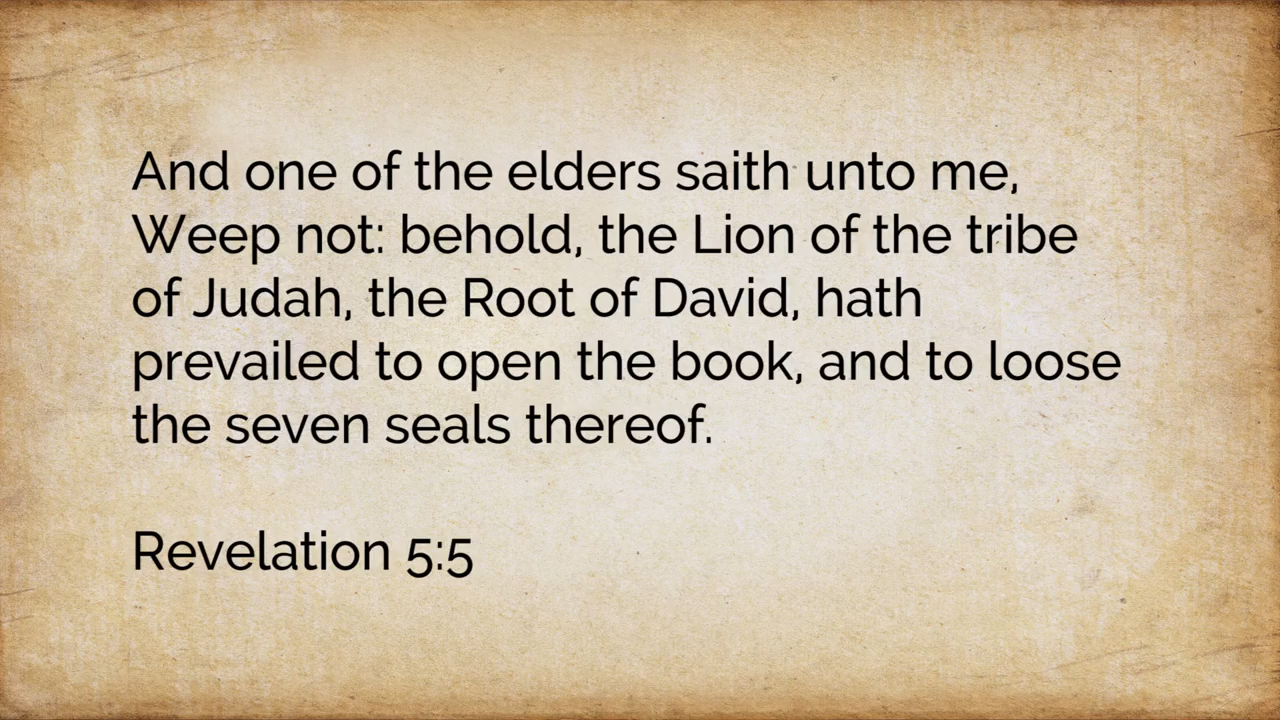 And one of the elders saith unto me,
Weep not: behold, the Lion of the tribe
of Judah, the Root of David, hath
prevailed to open the book, and to loose
the seven seals thereof.
Revelation 5:5